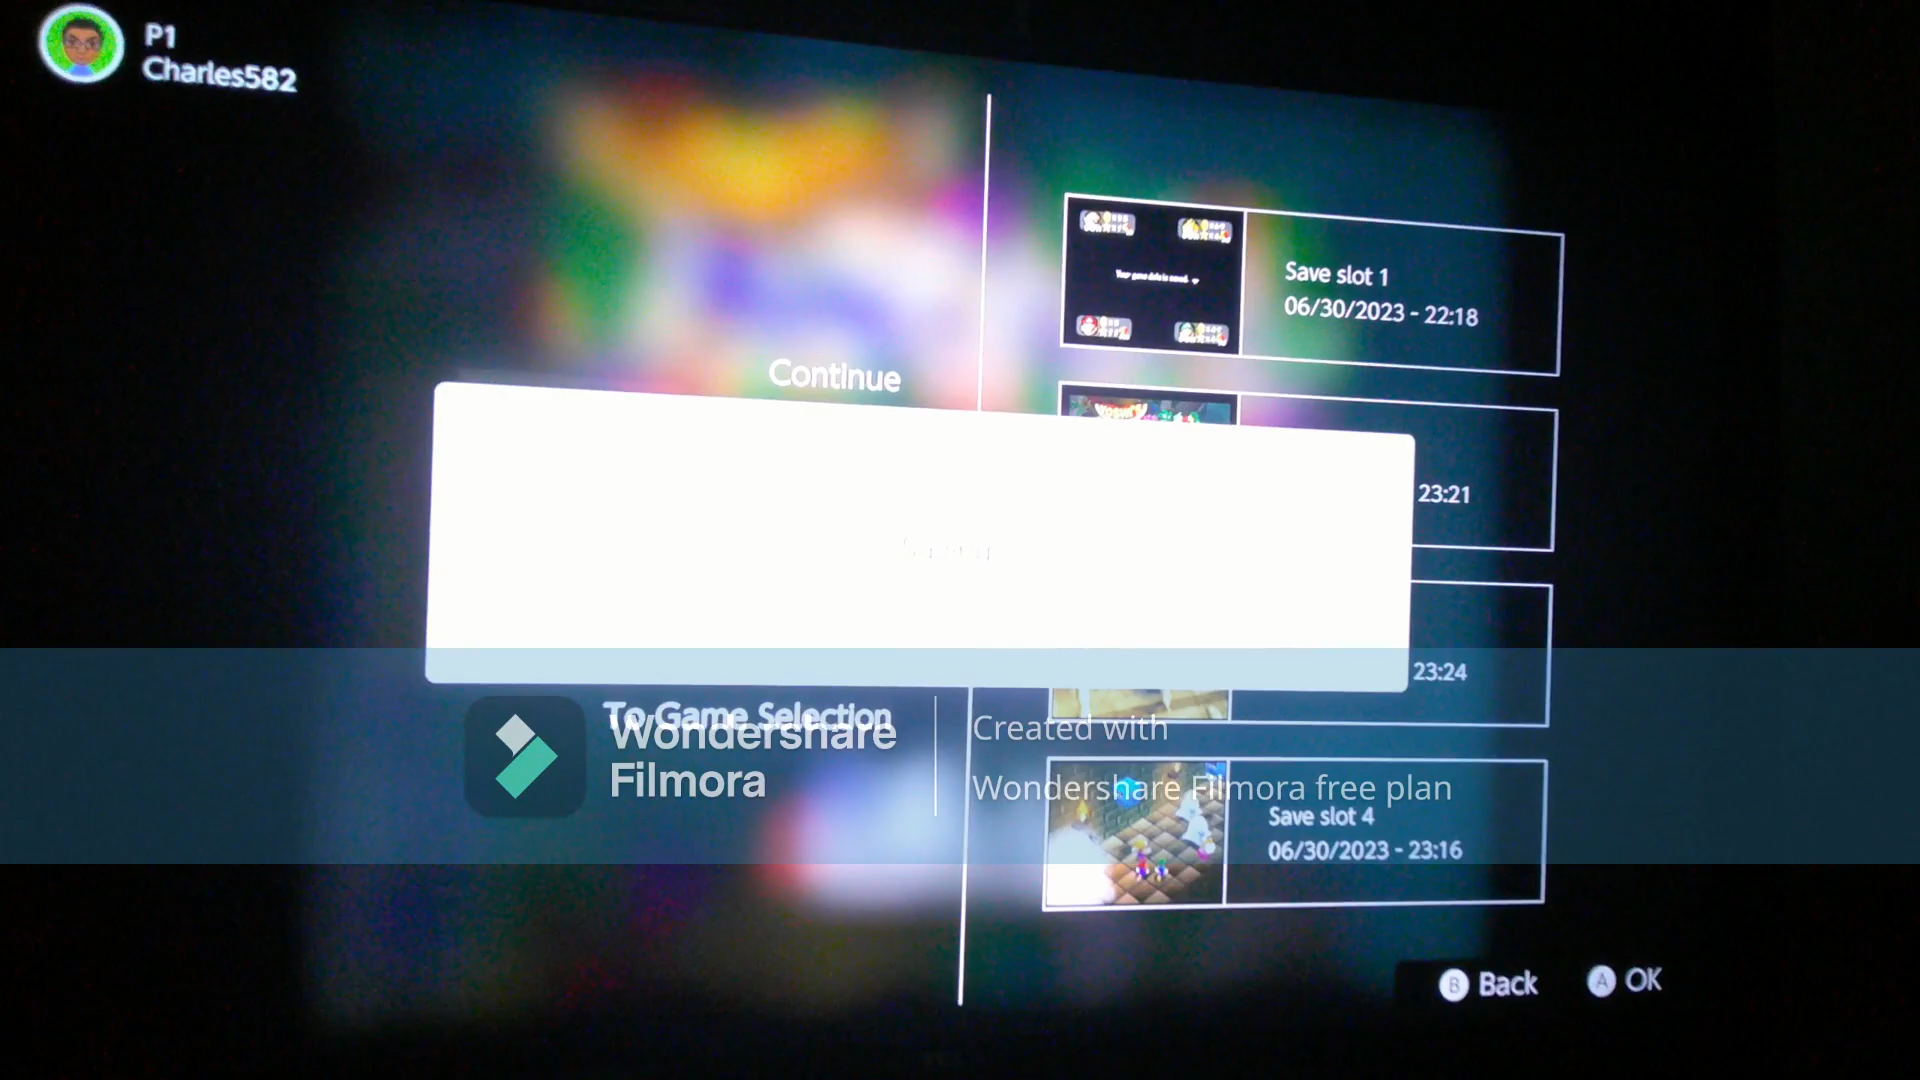 P1
Charles582
Save slot 1
06/30/2023 - 22:18
Continue
23:21
23:24
To Game Selection
Wondershare
Filmora
Created with
Wondershare Filmora free plan
Save slot 4
06/30/2023 - 23:16
B Back
A OK